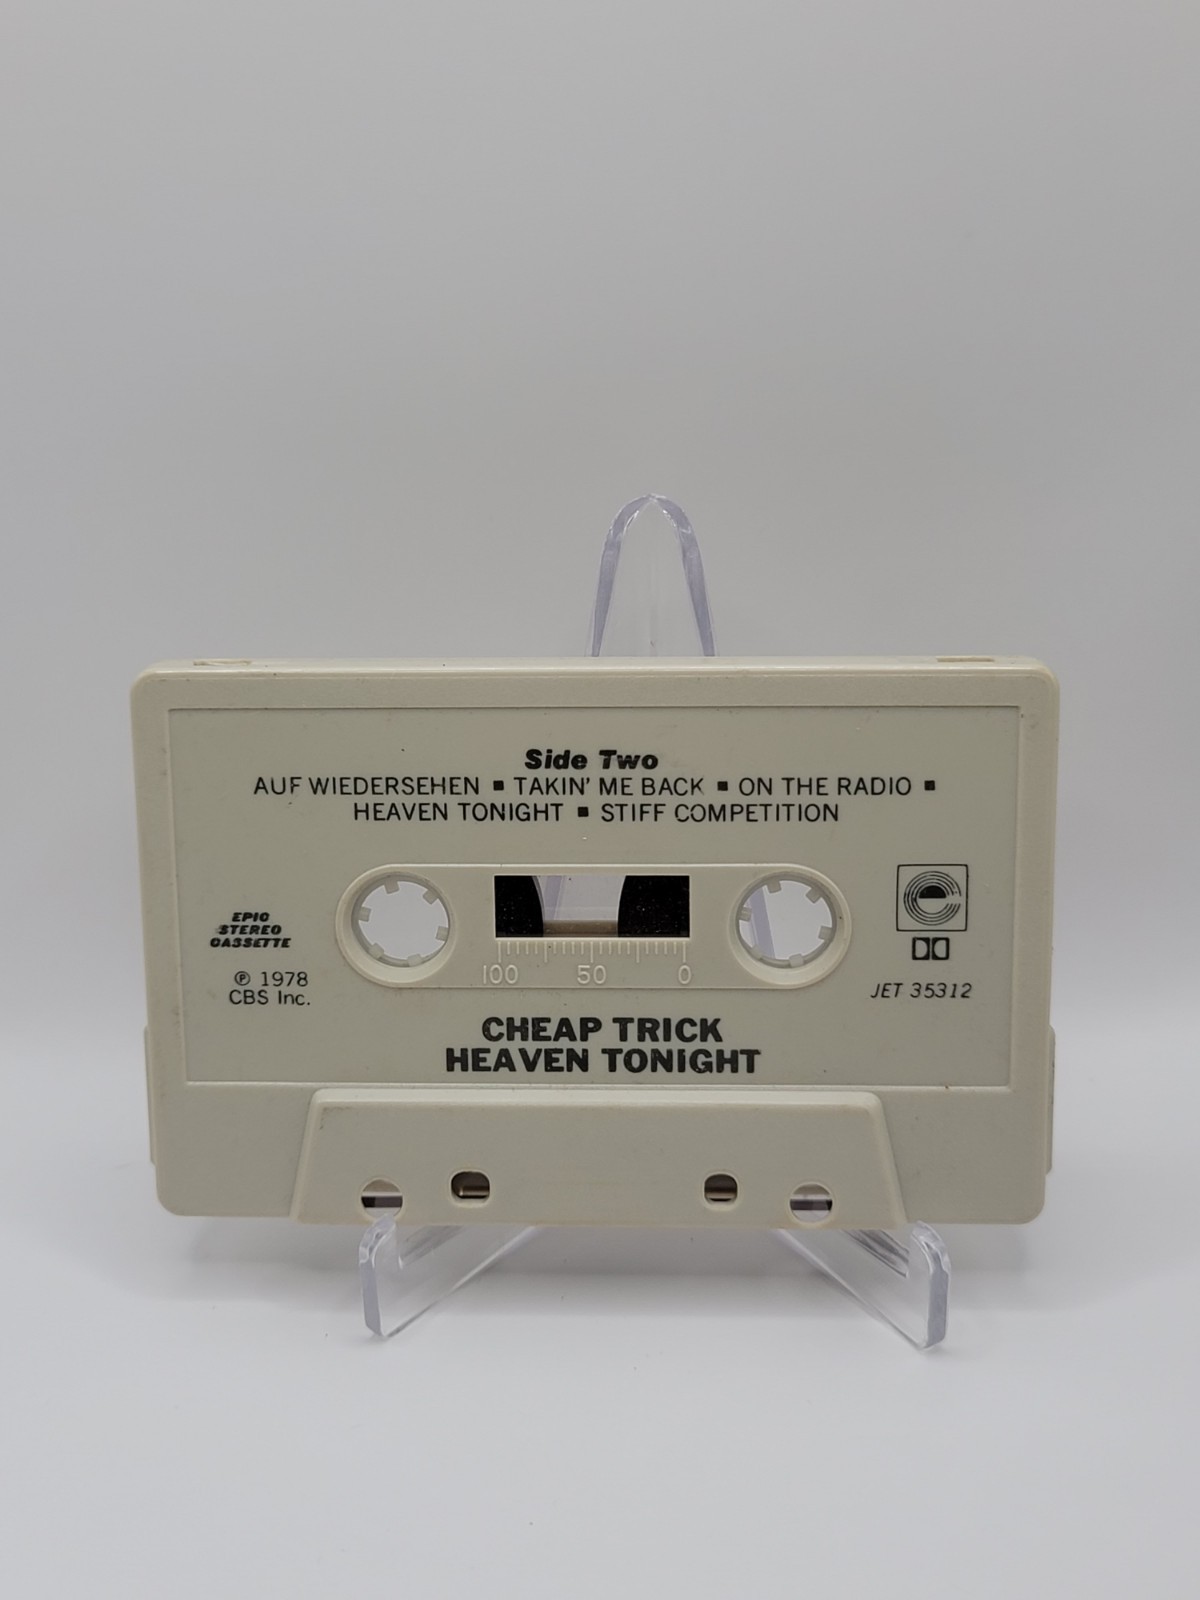 Side Two
AUF WIEDERSEHEN ▪ TAKIN' ME BACK ▪ ON THE RADIO ▪
HEAVEN TONIGHT ▪ STIFF COMPETITION
EPIC
STEREO
CASSETTE
℗ 1978
CBS Inc.
100 50 0
JET 35312
CHEAP TRICK
HEAVEN TONIGHT